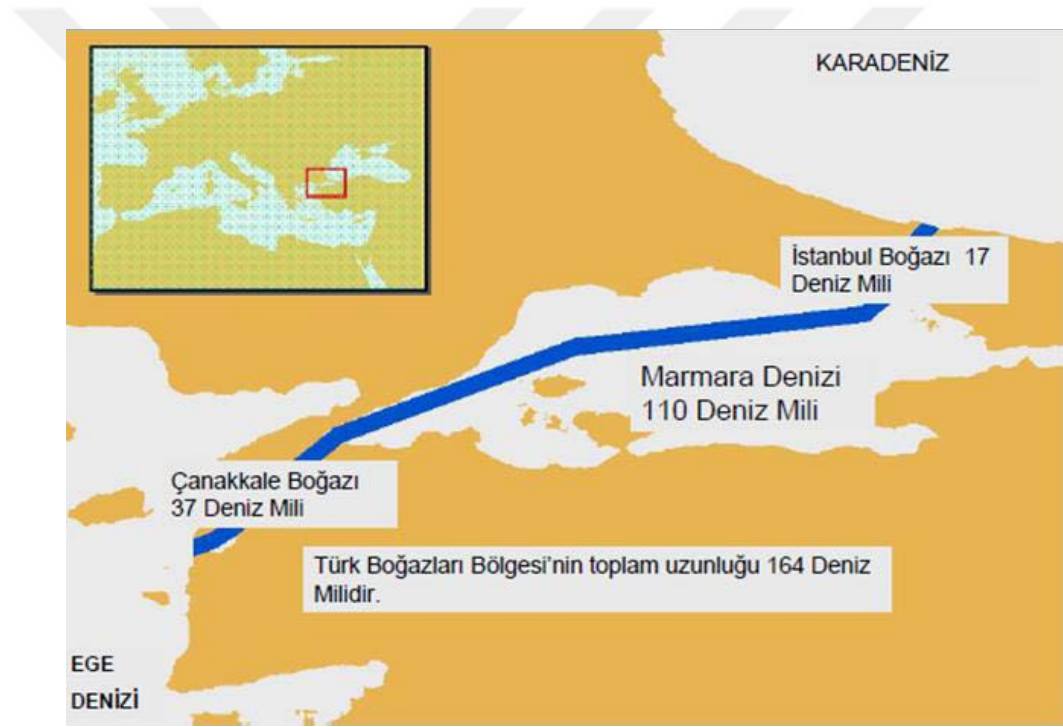 KARADENİZ
İstanbul Boğazı 17
Deniz Mili
Marmara Denizi
110 Deniz Mili
Çanakkale Boğazı
37 Deniz Mili
Türk Boğazları Bölgesi'nin toplam uzunluğu 164 Deniz
Milidir.
EGE
DENİZİ